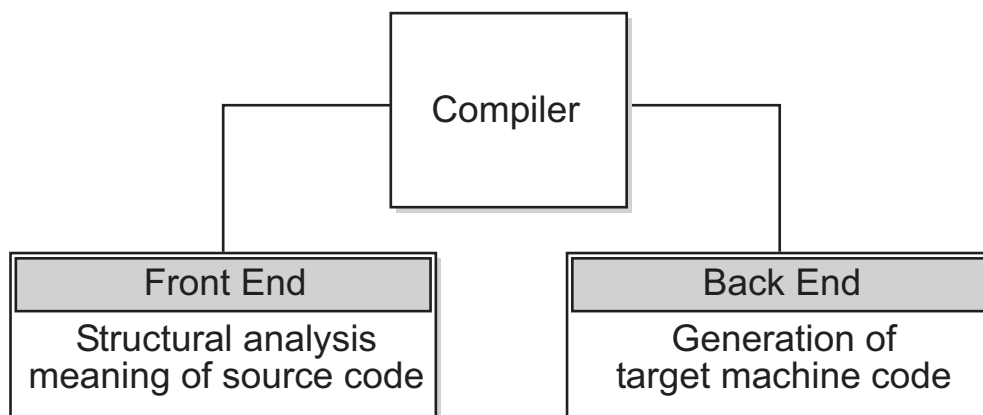 Compiler
Front End
Structural analysis
meaning of source code
Back End
Generation of
target machine code